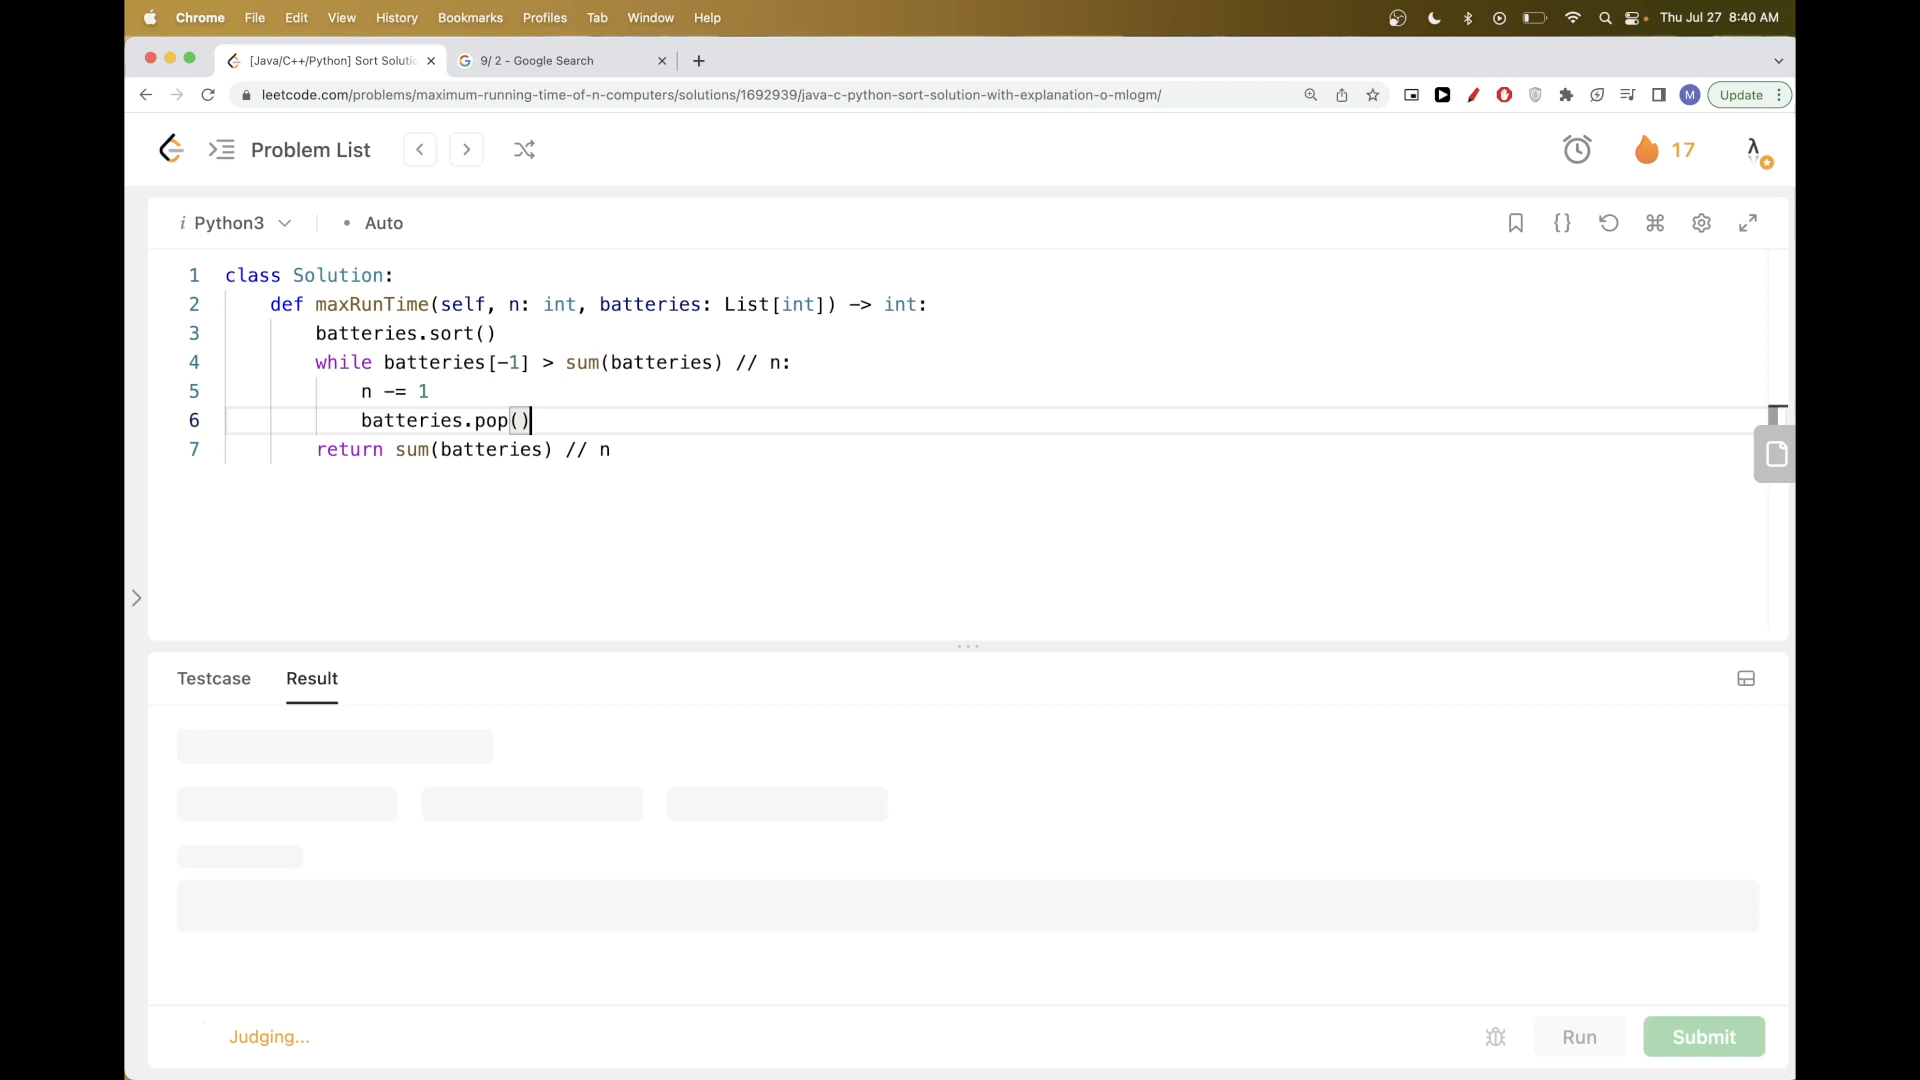 Chrome File Edit View History Bookmarks Profiles Tab Window Help Thu Jul 27 8:40 AM
[Java/C++/Python] Sort Solutio 9/ 2 - Google Search
leetcode.com/problems/maximum-running-time-of-n-computers/solutions/1692939/java-c-python-sort-solution-with-explanation-o-mlogm/ M Update
Problem List 17
i Python3 • Auto
1 class Solution:
2 def maxRunTime(self, n: int, batteries: List[int]) -> int:
3 batteries.sort()
4 while batteries[-1] > sum(batteries) // n:
5 n -= 1
6 batteries.pop()
7 return sum(batteries) // n
Testcase Result
Judging... Run Submit